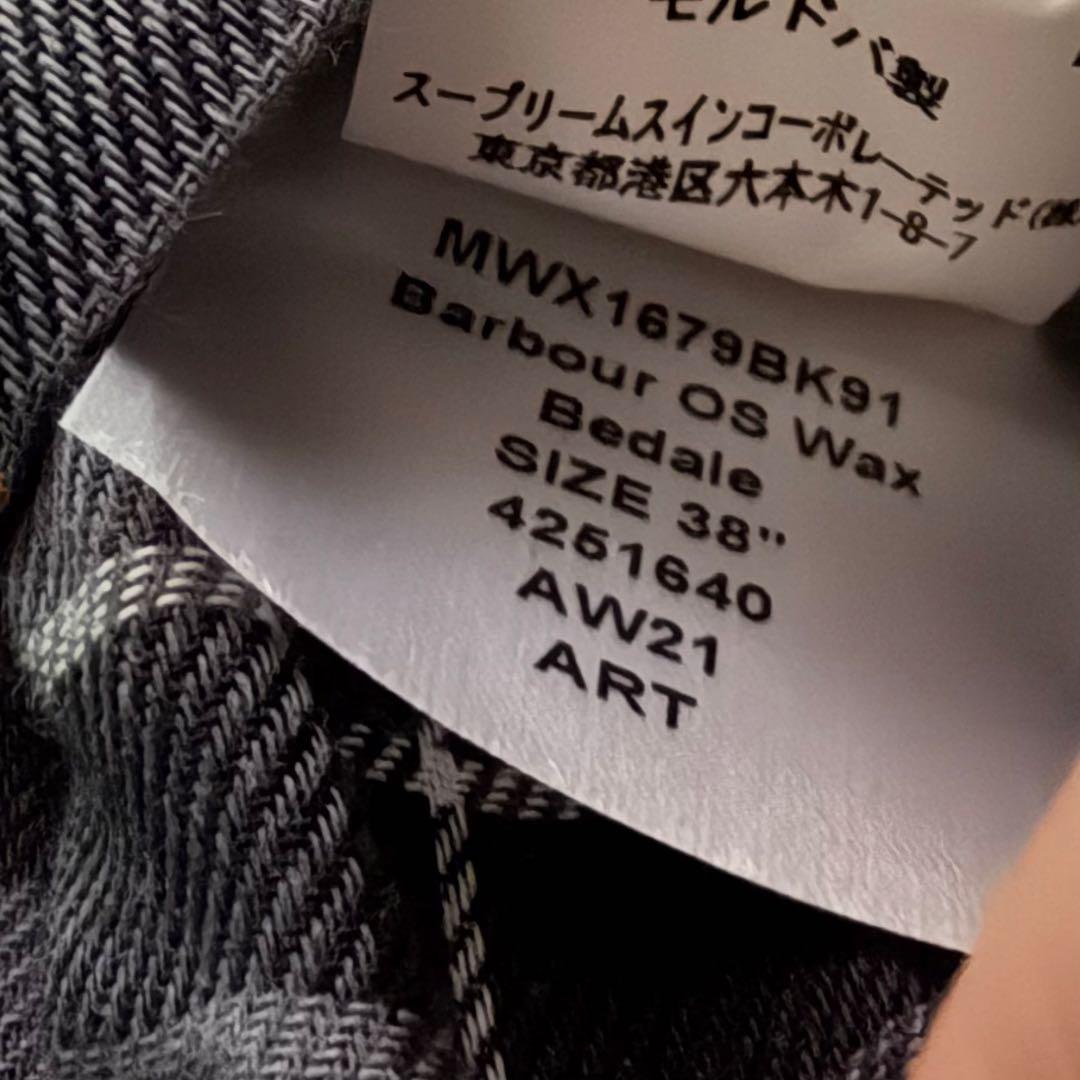 モルドバ製
スープリームスインコーポレーテッド(株
東京都港区六本木1-8-7
MWX1679BK91
Barbour OS Wax
Bedale
SIZE 38"
4251640
AW21
ART